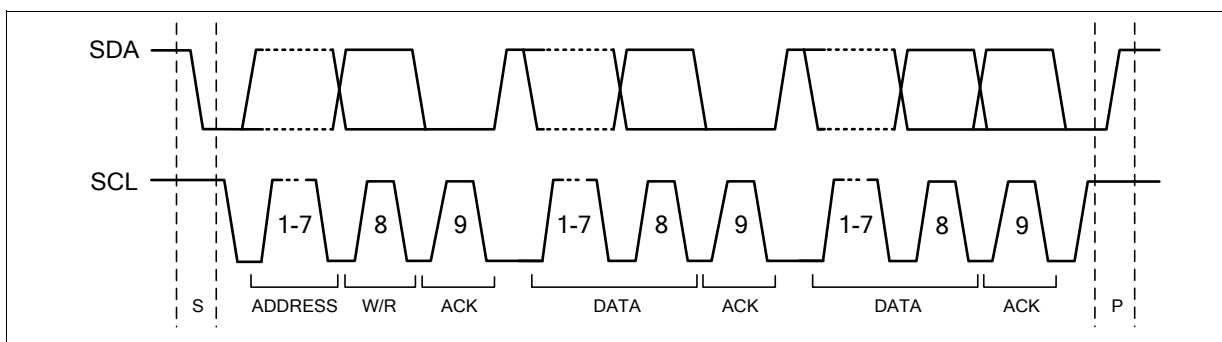 SDA
SCL
1-7 8 9 1-7 8 9 1-7 8 9
S ADDRESS W/R ACK DATA ACK DATA ACK P